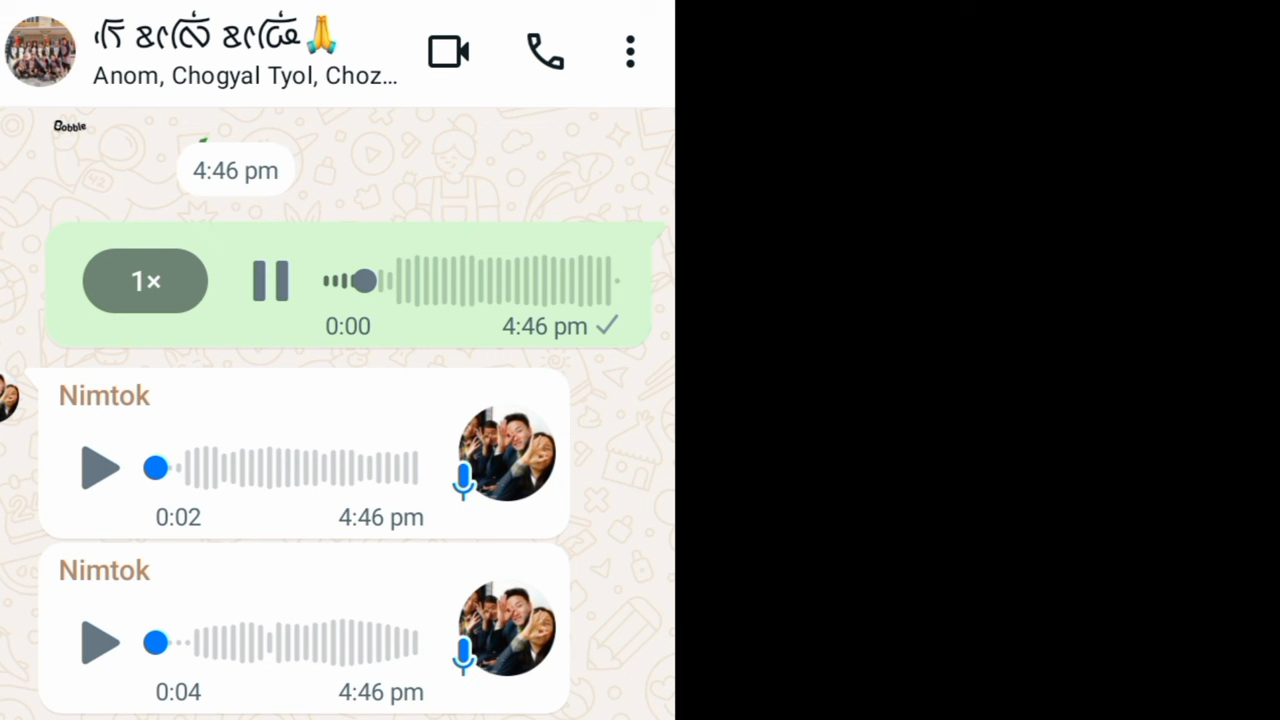 Anom, Chogyal Tyol, Choz...
Bobble
4:46 pm
1×
0:00
4:46 pm
Nimtok
0:02
4:46 pm
Nimtok
0:04
4:46 pm